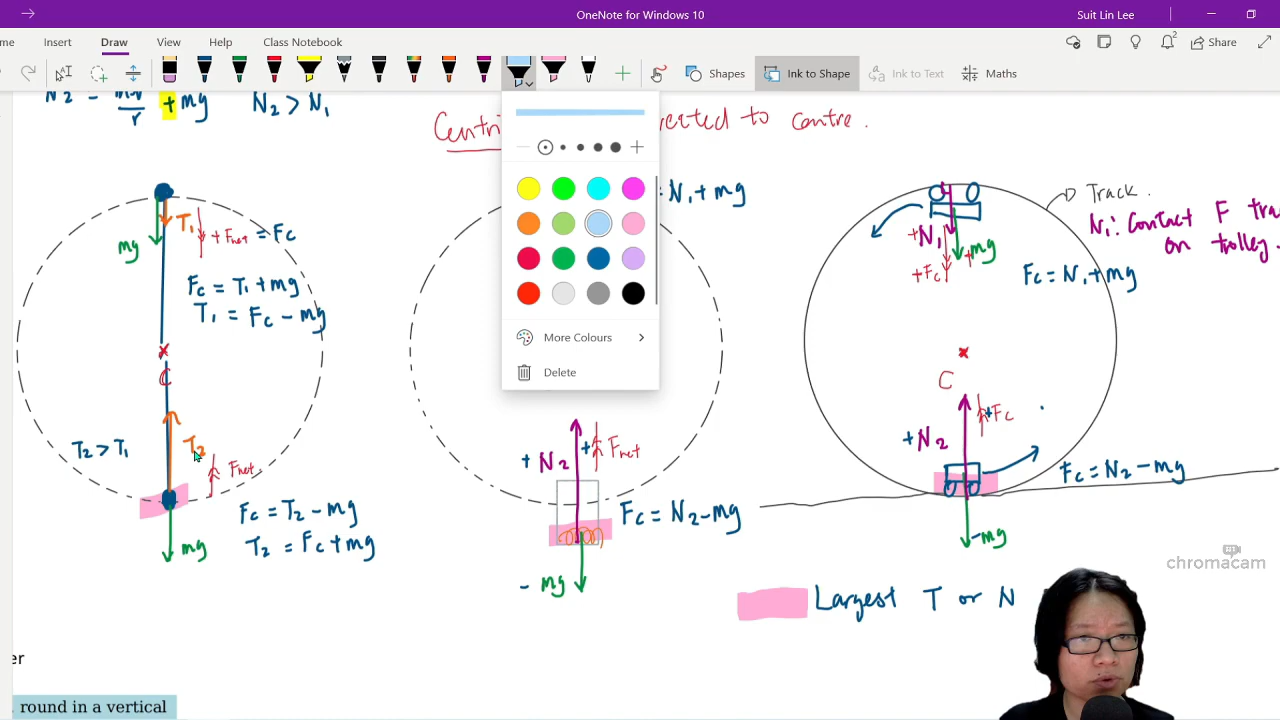 OneNote for Windows 10
Suit Lin Lee
me Insert Draw View Help Class Notebook
Share
Shapes
Ink to Shape
Ink to Text
Maths
N2 = mv²/r + mg N2 > N1
Centri
rected to centre.
T1
mg
+ Fnet = Fc
Fc = T1 + mg
T1 = Fc - mg
C
T2 > T1
T2
Fnet
Fc = T2 - mg
T2 = Fc + mg
mg
= N1 + mg
More Colours
Delete
+ N2
+ Fnet
Fc = N2 - mg
- mg
Track.
N1: Contact F tra
on trolley.
+N1
+mg
+Fc
Fc = N1 + mg
C
+Fc
+N2
Fc = N2 - mg
-mg
chromacam
Largest T or N
er
round in a vertical